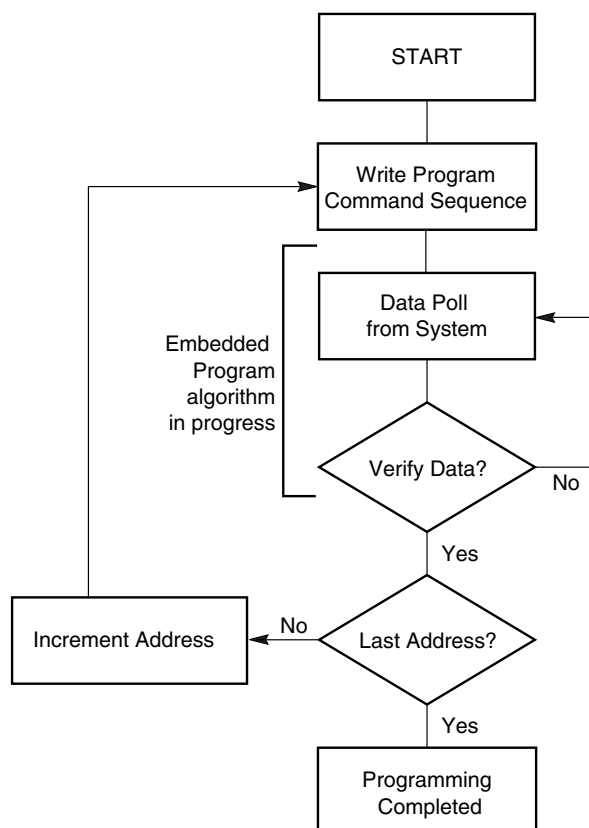 START
Write Program
Command Sequence
Data Poll
from System
Embedded
Program
algorithm
in progress
Verify Data?
No
Yes
Increment Address
No
Last Address?
Yes
Programming
Completed